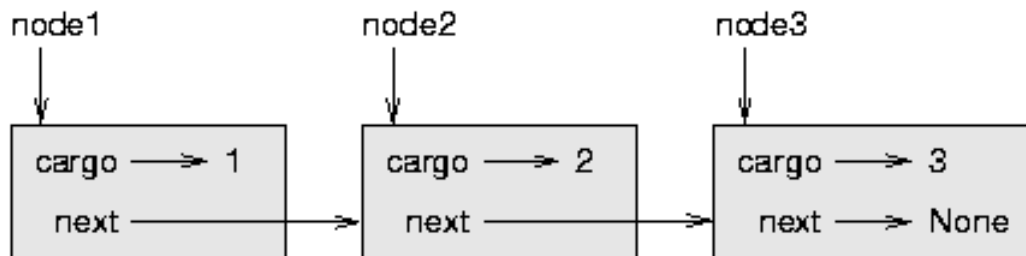 node1 node2 node3
cargo 1 cargo 2 cargo 3
next next next None